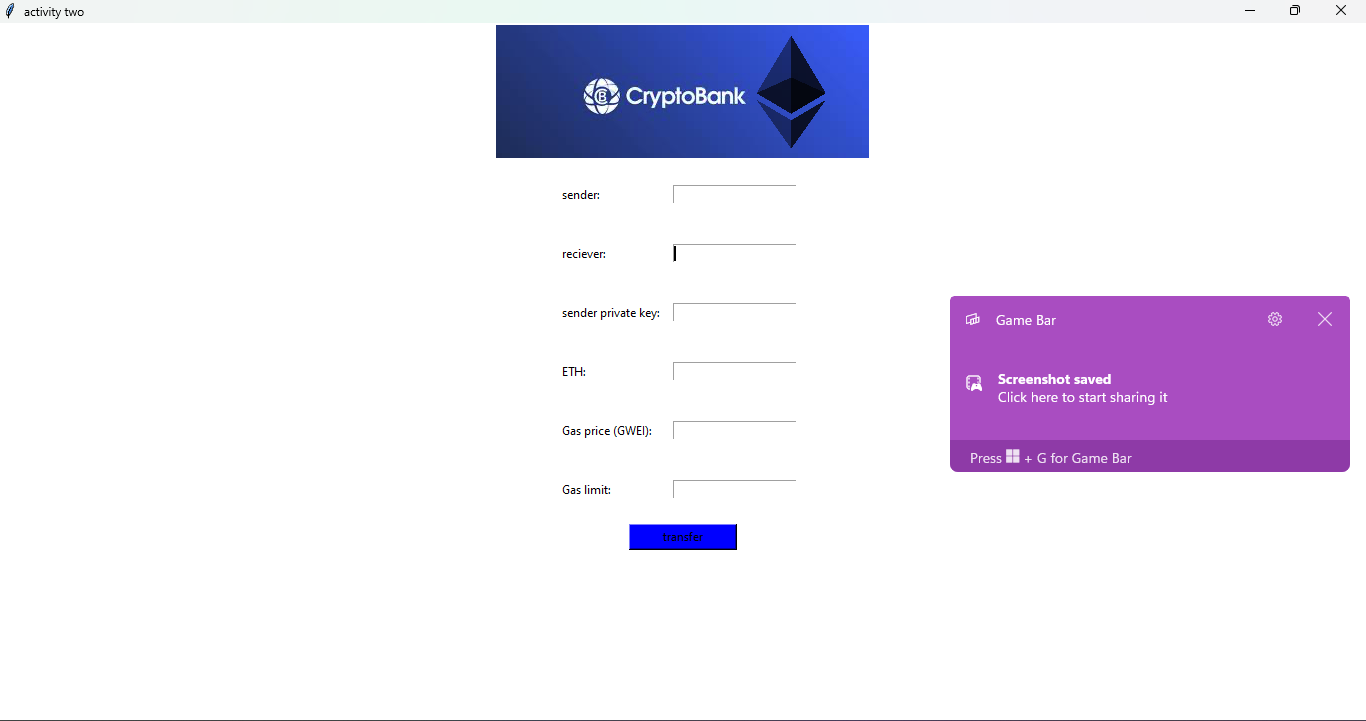 activity two
CryptoBank
sender:
reciever:
sender private key:
ETH:
Gas price (GWEI):
Gas limit:
transfer
Game Bar
Screenshot saved
Click here to start sharing it
Press + G for Game Bar